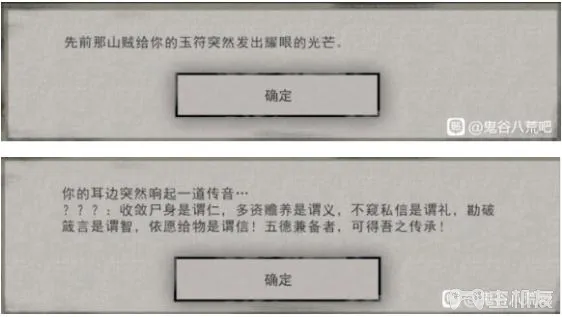 先前那山贼给你的玉符突然发出耀眼的光芒。
确定
@鬼谷八荒吧
你的耳边突然响起一道传音…
？？？：收敛尸身是谓仁，多资赡养是谓义，不窥私信是谓礼，勘破
箴言是谓智，依愿给物是谓信！五德兼备者，可得吾之传承！
确定